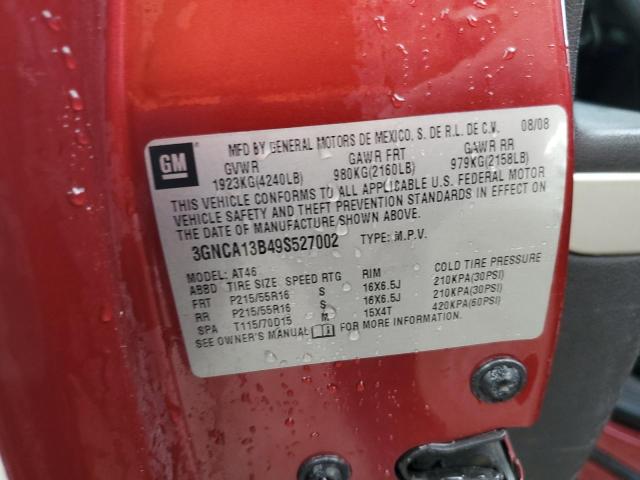 GM
MFD BY GENERAL MOTORS DE MEXICO, S. DE R.L. DE C.V. 08/08
GVWR GAWR FRT GAWR RR
1923KG(4240LB) 980KG(2160LB) 979KG(2158LB)
THIS VEHICLE CONFORMS TO ALL APPLICABLE U.S. FEDERAL MOTOR
VEHICLE SAFETY AND THEFT PREVENTION STANDARDS IN EFFECT ON
THE DATE OF MANUFACTURE SHOWN ABOVE.
3GNCA13B49S527002 TYPE: M.P.V.
MODEL: AT46
ABBD TIRE SIZE SPEED RTG RIM COLD TIRE PRESSURE
FRT P215/55R16 S 16X6.5J 210KPA(30PSI)
RR P215/55R16 S 16X6.5J 210KPA(30PSI)
SPA T115/70D15 M 15X4T 420KPA(60PSI)
SEE OWNER'S MANUAL FOR MORE INFORMATION.